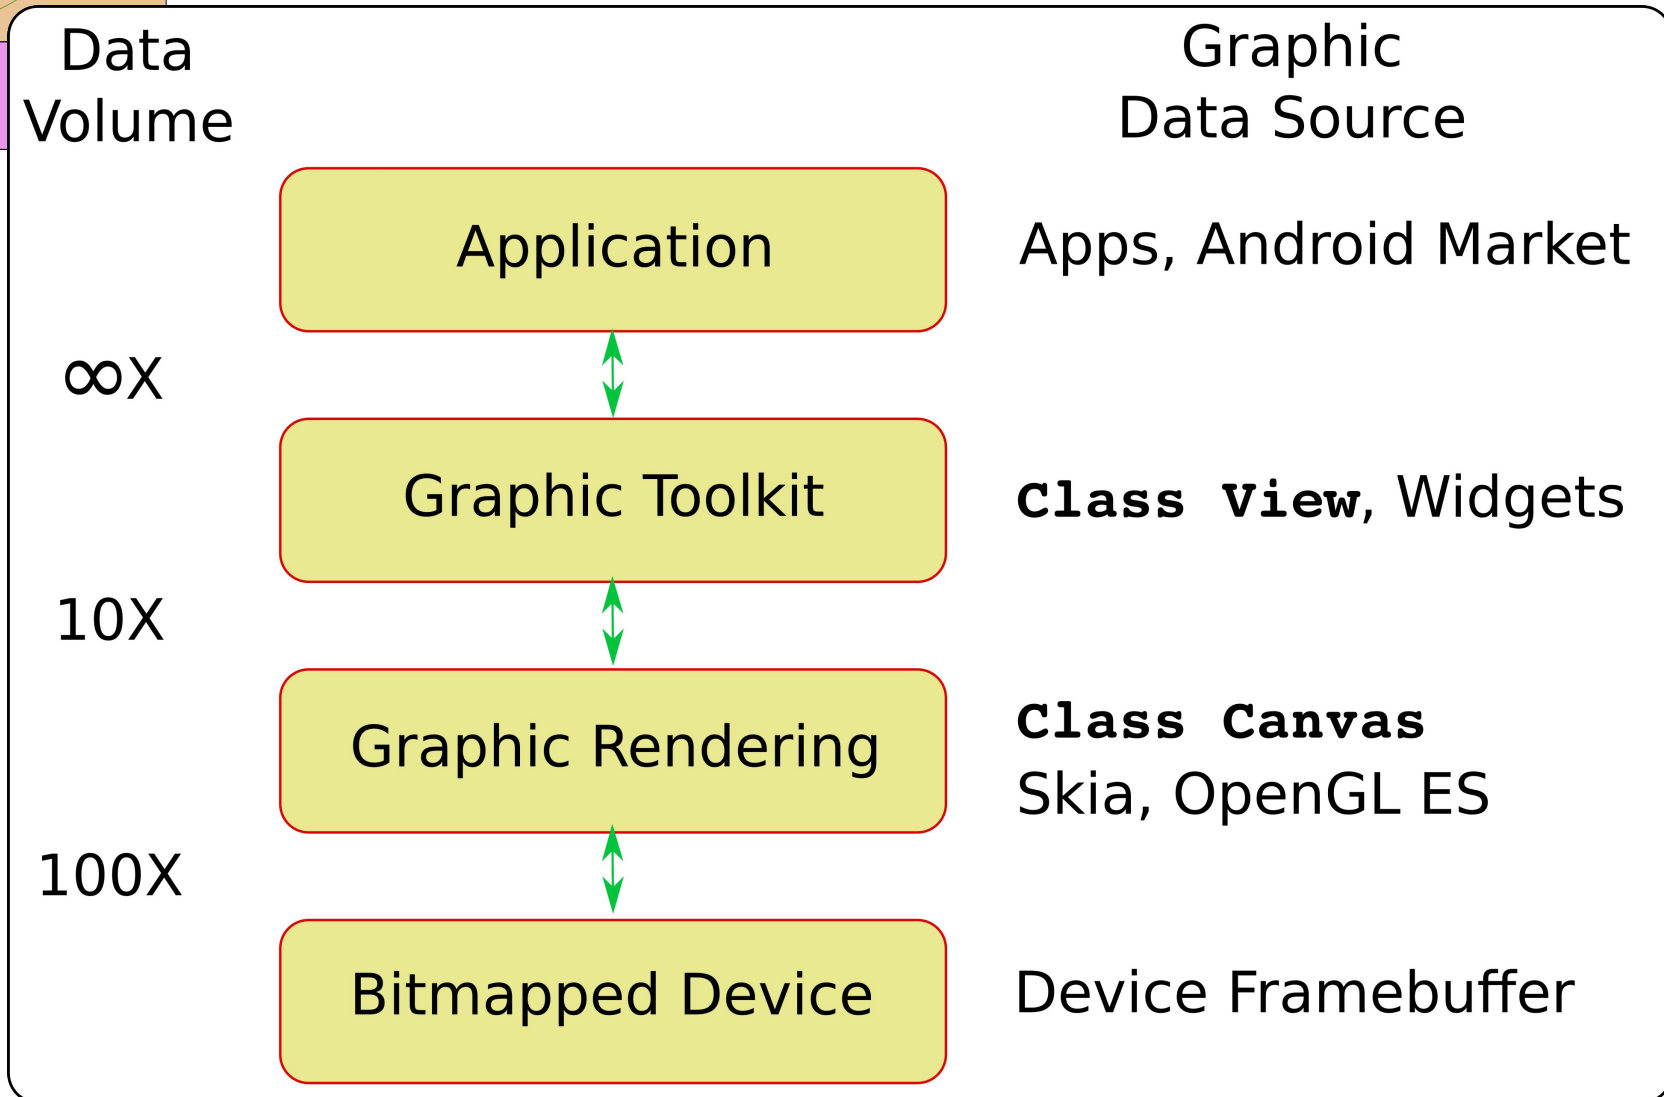 Data
Volume
Graphic
Data Source
Application
Apps, Android Market
∞X
Graphic Toolkit
Class View, Widgets
10X
Graphic Rendering
Class Canvas
Skia, OpenGL ES
100X
Bitmapped Device
Device Framebuffer